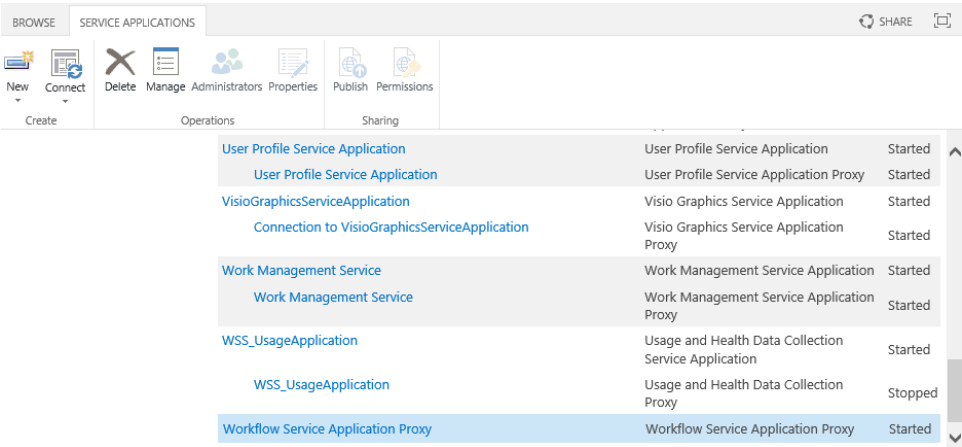 BROWSE SERVICE APPLICATIONS SHARE
New Connect Delete Manage Administrators Properties Publish Permissions
Create Operations Sharing
User Profile Service Application User Profile Service Application Started
User Profile Service Application User Profile Service Application Proxy Started
VisioGraphicsServiceApplication Visio Graphics Service Application Started
Connection to VisioGraphicsServiceApplication Visio Graphics Service Application
Proxy Started
Work Management Service Work Management Service Application Started
Work Management Service Work Management Service Application
Proxy Started
WSS_UsageApplication Usage and Health Data Collection
Service Application Started
WSS_UsageApplication Usage and Health Data Collection
Proxy Stopped
Workflow Service Application Proxy Workflow Service Application Proxy Started